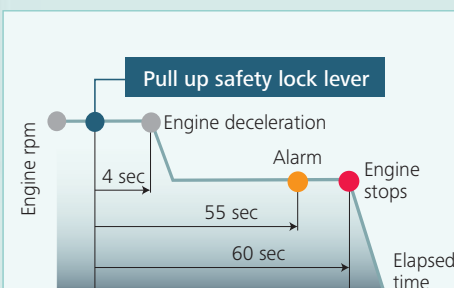 Pull up safety lock lever
Engine deceleration
Engine rpm
Alarm
Engine
stops
4 sec
55 sec
60 sec
Elapsed
time